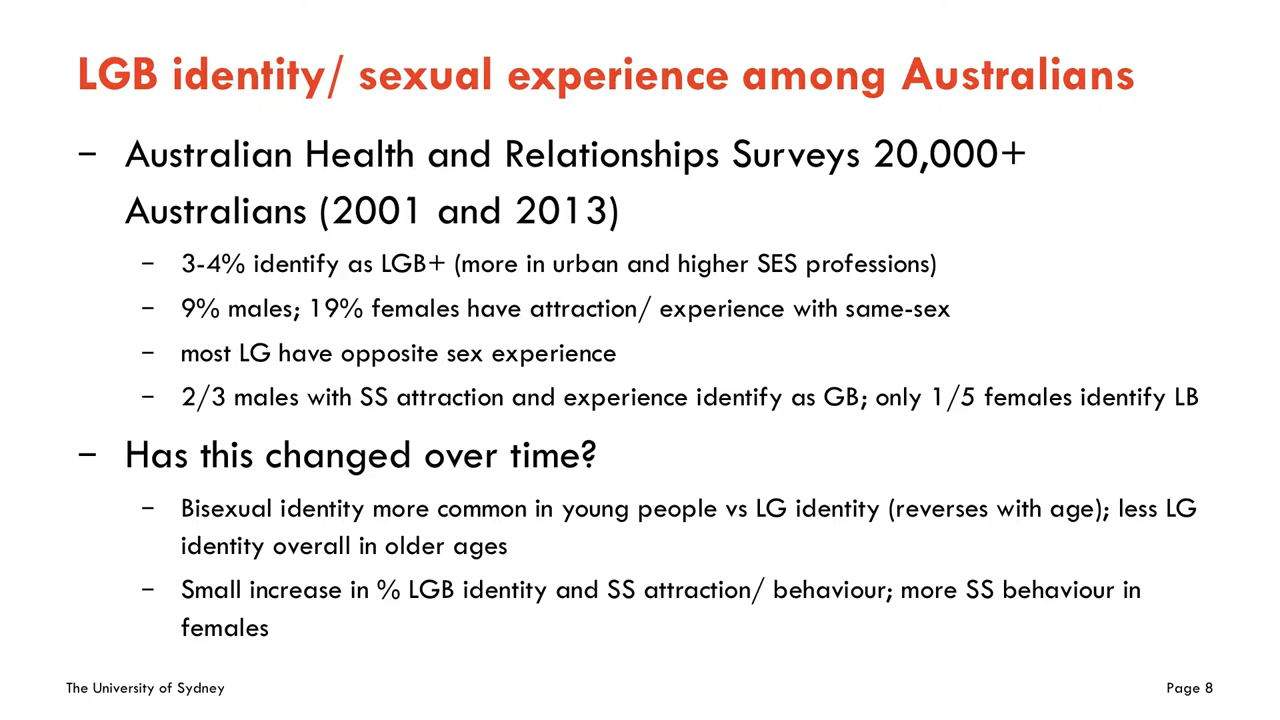 LGB identity/ sexual experience among Australians
– Australian Health and Relationships Surveys 20,000+
Australians (2001 and 2013)
– 3-4% identify as LGB+ (more in urban and higher SES professions)
– 9% males; 19% females have attraction/ experience with same-sex
– most LG have opposite sex experience
– 2/3 males with SS attraction and experience identify as GB; only 1/5 females identify LB
– Has this changed over time?
– Bisexual identity more common in young people vs LG identity (reverses with age); less LG
identity overall in older ages
– Small increase in % LGB identity and SS attraction/ behaviour; more SS behaviour in
females
The University of Sydney
Page 8